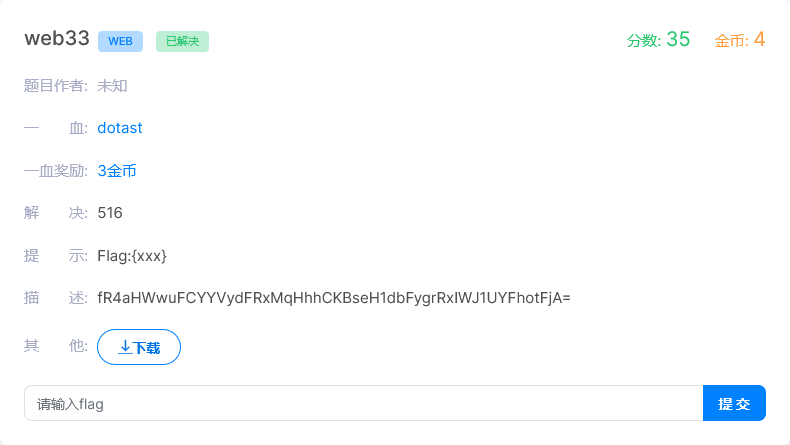 web33 WEB 已解决 分数: 35 金币: 4
题目作者: 未知
一 血: dotast
一血奖励: 3金币
解 决: 516
提 示: Flag:{xxx}
描 述: fR4aHWwuFCYYVydFRxMqHhhCKBseH1dbFygrRxIWJ1UYFhotFjA=
其 他: 下载
请输入flag 提 交